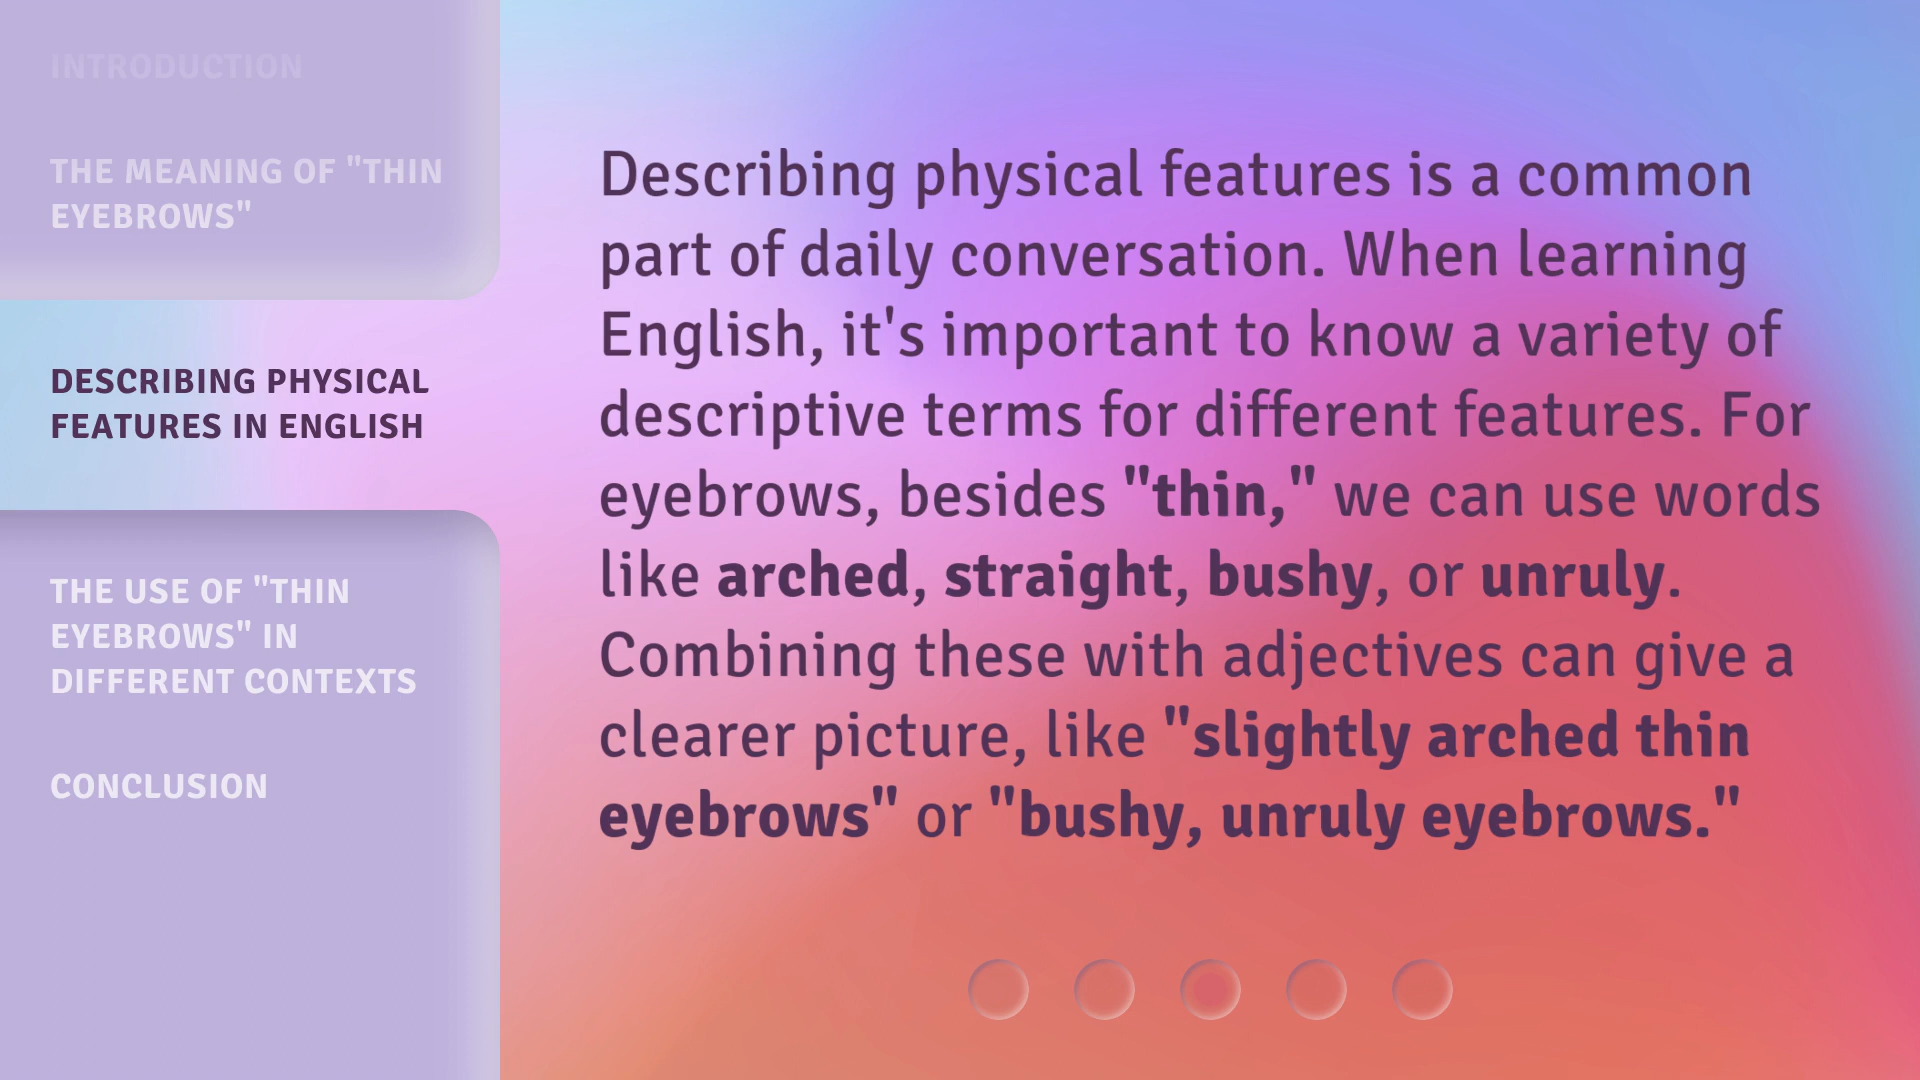 INTRODUCTION
THE MEANING OF "THIN
EYEBROWS"
DESCRIBING PHYSICAL
FEATURES IN ENGLISH
THE USE OF "THIN
EYEBROWS" IN
DIFFERENT CONTEXTS
CONCLUSION
Describing physical features is a common
part of daily conversation. When learning
English, it's important to know a variety of
descriptive terms for different features. For
eyebrows, besides "thin," we can use words
like arched, straight, bushy, or unruly.
Combining these with adjectives can give a
clearer picture, like "slightly arched thin
eyebrows" or "bushy, unruly eyebrows."